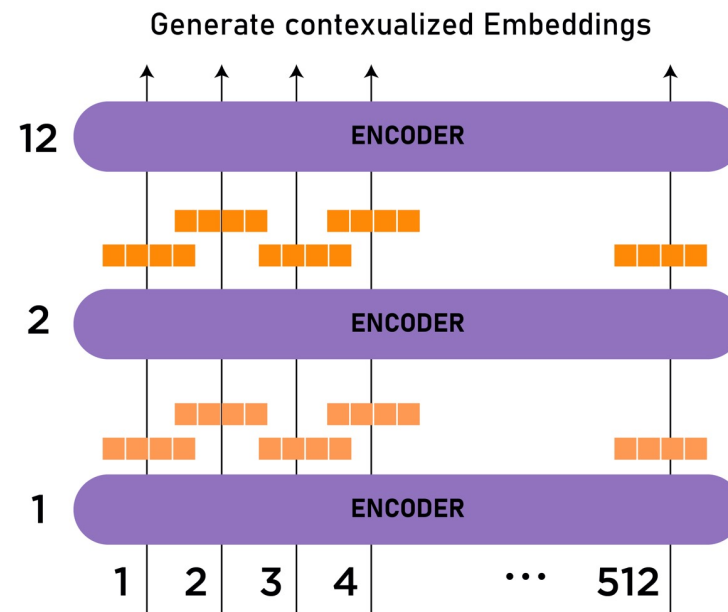 Generate contexualized Embeddings
12 ENCODER
2 ENCODER
1 ENCODER
1 2 3 4 ... 512